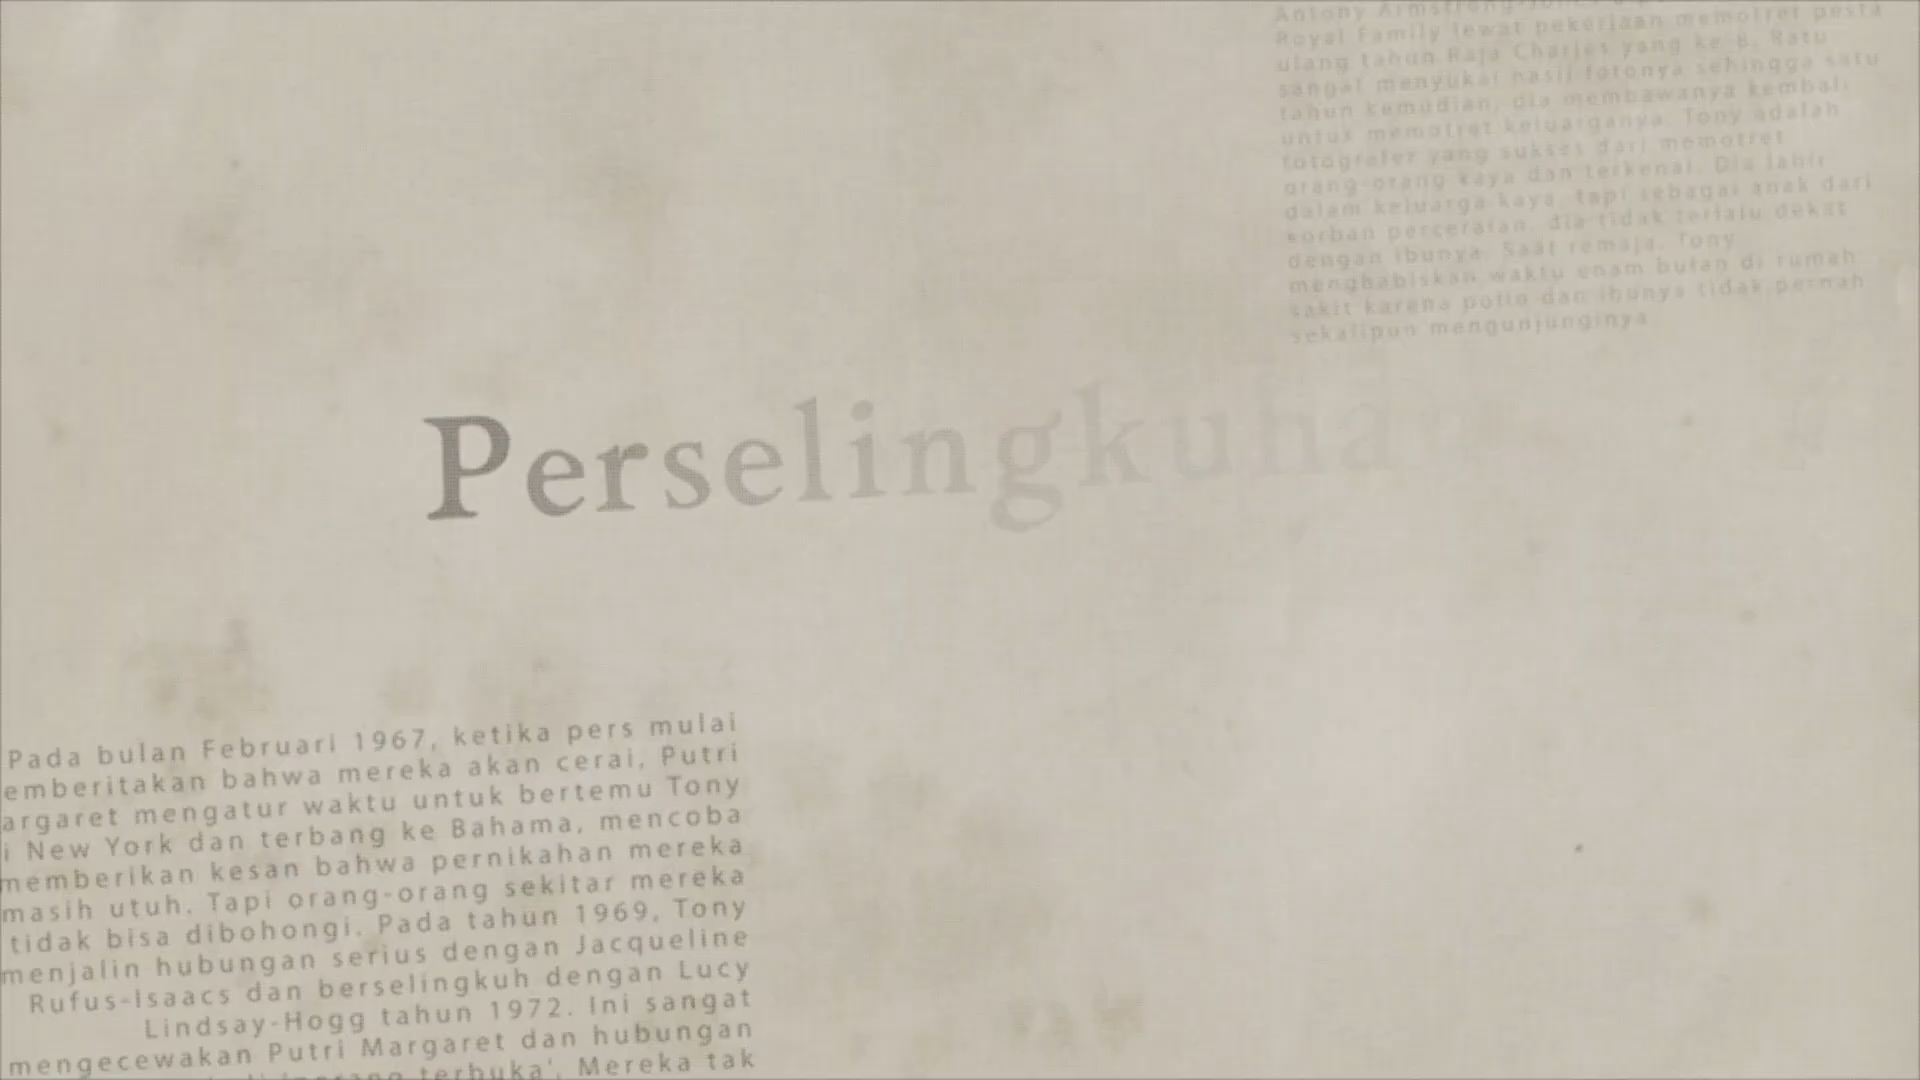 Antony Armstrong-Jones
Royal Family lewat pekerjaan memotret pesta
ulang tahun Raja Charles yang ke 8. Ratu
sangat menyukai hasil fotonya sehingga satu
tahun kemudian, dia membawanya kembali
untuk memotret keluarganya. Tony adalah
fotografer yang sukses dari memotret
orang-orang kaya dan terkenal. Dia lahir
dalam keluarga kaya, tapi sebagai anak dari
korban perceraian, dia tidak terlalu dekat
dengan ibunya. Saat remaja, Tony
menghabiskan waktu enam bulan di rumah
sakit karena polio dan ibunya tidak pernah
sekalipun mengunjunginya
Perselingkuha
Pada bulan Februari 1967, ketika pers mulai
emberitakan bahwa mereka akan cerai, Putri
argaret mengatur waktu untuk bertemu Tony
i New York dan terbang ke Bahama, mencoba
memberikan kesan bahwa pernikahan mereka
masih utuh. Tapi orang-orang sekitar mereka
tidak bisa dibohongi. Pada tahun 1969, Tony
menjalin hubungan serius dengan Jacqueline
Rufus-Isaacs dan berselingkuh dengan Lucy
Lindsay-Hogg tahun 1972. Ini sangat
mengecewakan Putri Margaret dan hubungan
terbuka'. Mereka tak